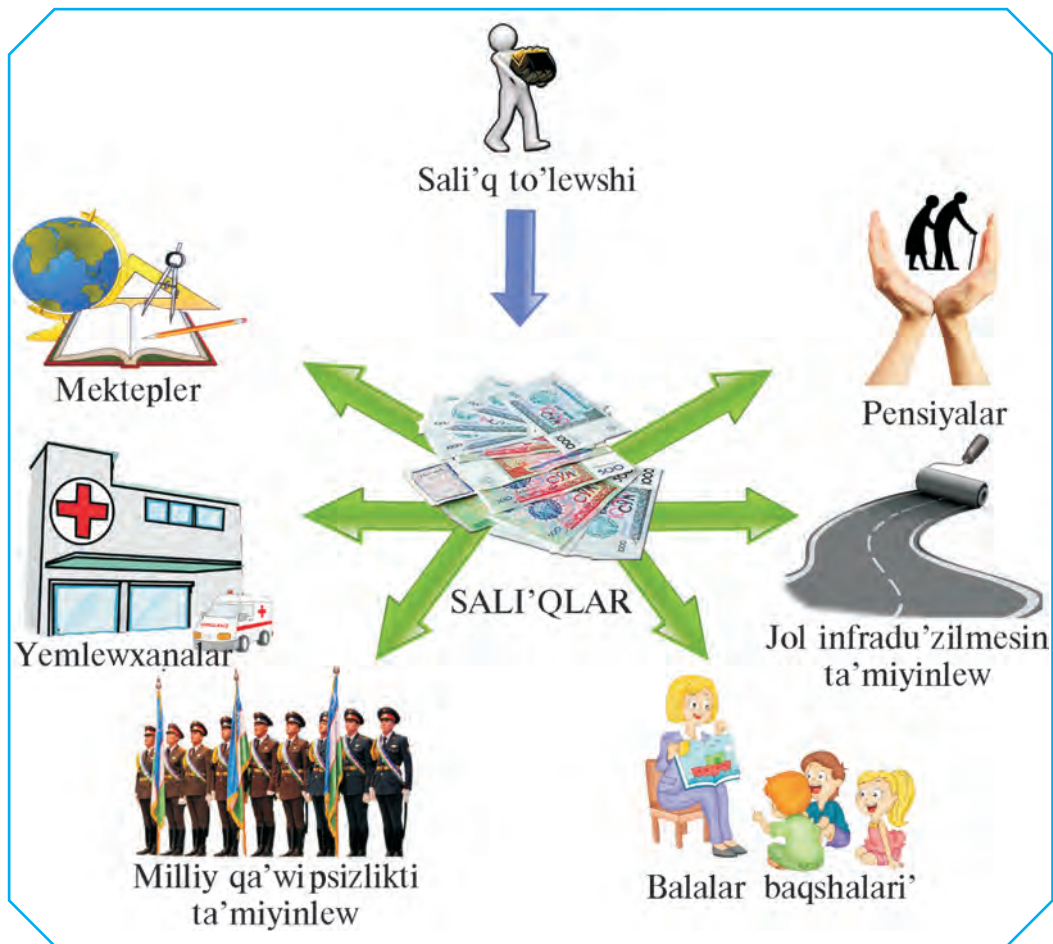 Sali’q to’lewshi
Mektepler
Pensiyalar
Yemlewxanalar
SALI’QLAR
Jol infradu’zilmesin
ta’miyinlew
Milliy qa’wipsizlikti
ta’miyinlew
Balalar baqshalari’